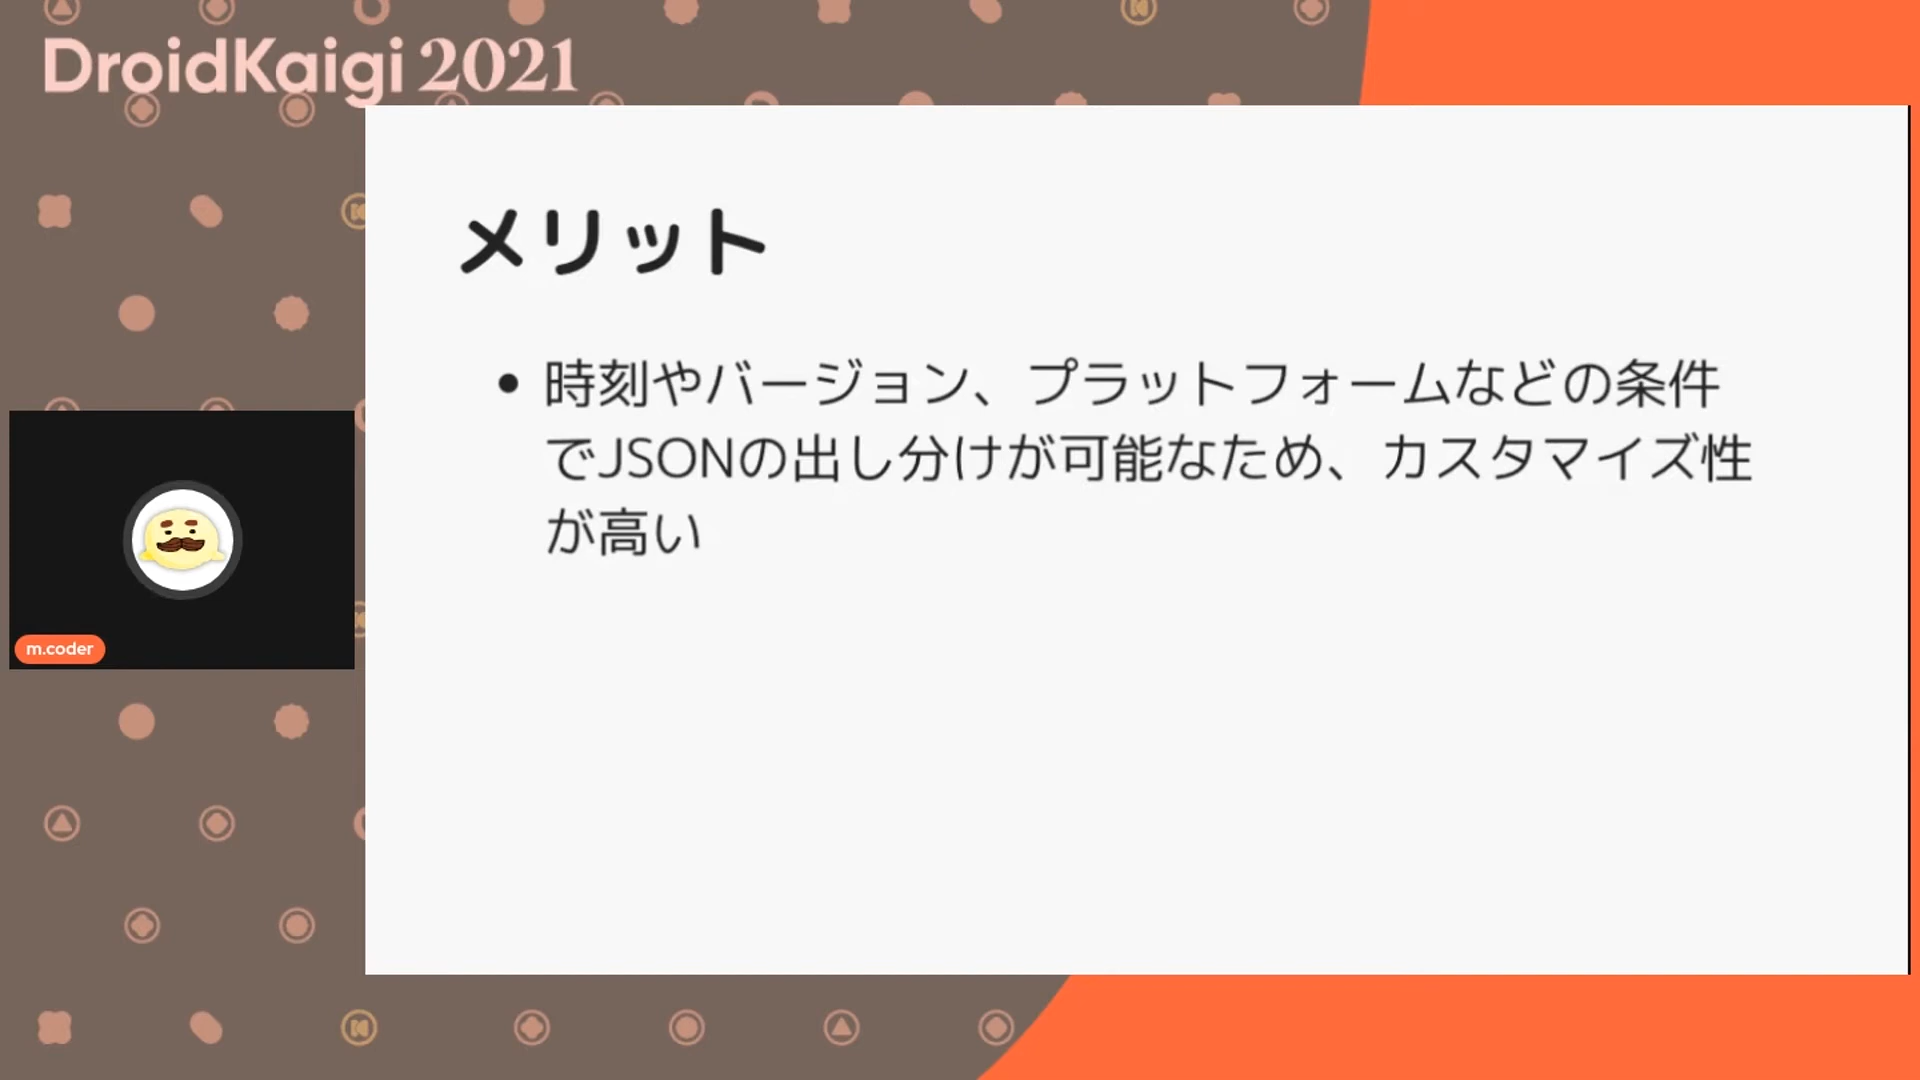 DroidKaigi 2021
メリット
• 時刻やバージョン、プラットフォームなどの条件
でJSONの出し分けが可能なため、カスタマイズ性
が高い
m.coder